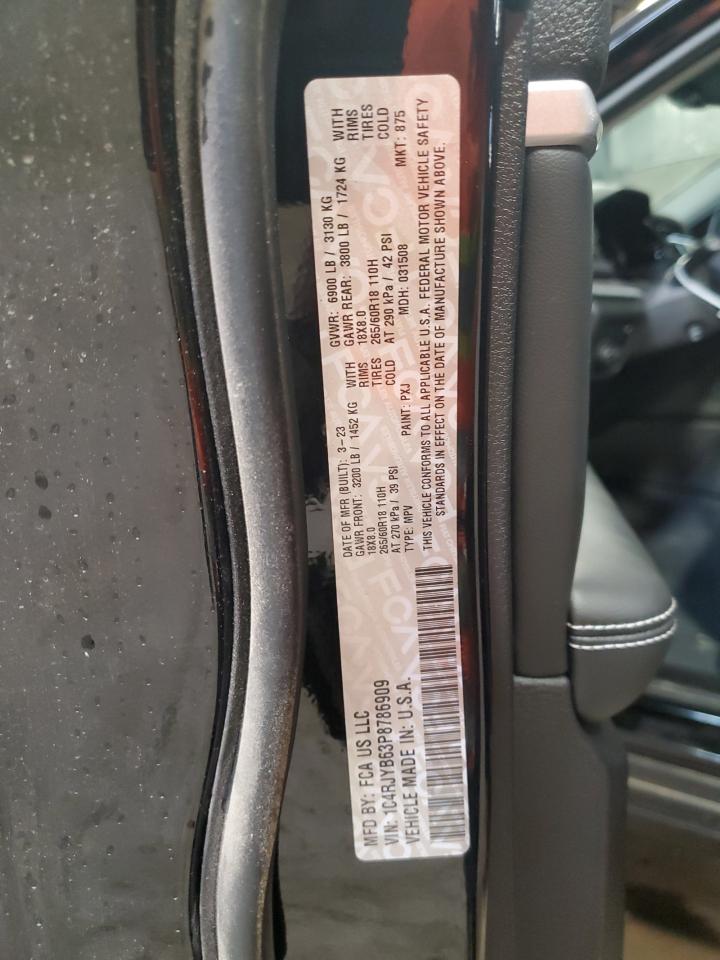 MFD BY: FCA US LLC
VIN: 1C4RJYB63P8786909
VEHICLE MADE IN: U.S.A.
DATE OF MFR (BUILT): 3-23 GVWR: 6900 LB / 3130 KG
GAWR FRONT: 3200 LB / 1452 KG WITH GAWR REAR: 3800 LB / 1724 KG WITH
18X8.0 RIMS 18X8.0 RIMS
265/60R18 110H TIRES 265/60R18 110H TIRES
AT 270 kPa / 39 PSI COLD AT 290 kPa / 42 PSI COLD
TYPE: MPV PAINT: PXJ MDH: 031508 MKT: 875
THIS VEHICLE CONFORMS TO ALL APPLICABLE U.S.A. FEDERAL MOTOR VEHICLE SAFETY
STANDARDS IN EFFECT ON THE DATE OF MANUFACTURE SHOWN ABOVE.